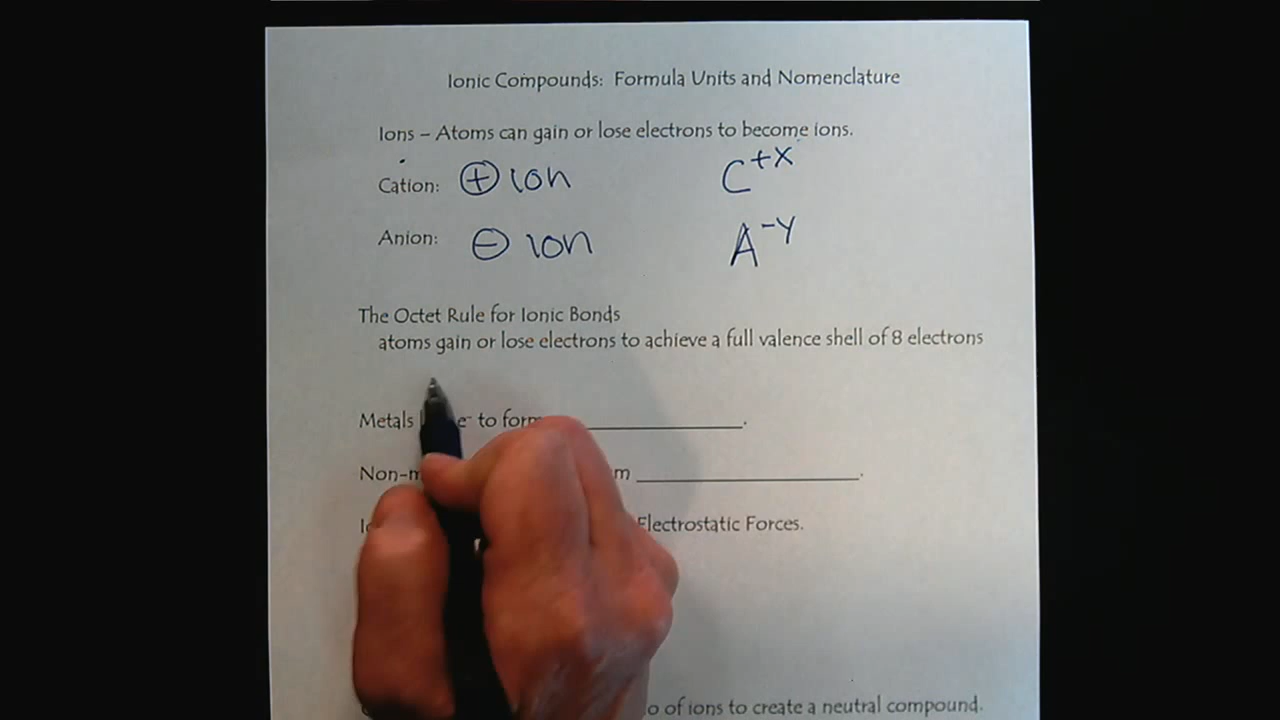 Ionic Compounds: Formula Units and Nomenclature
Ions – Atoms can gain or lose electrons to become ions.
Cation: ⊕ ion C⁺ˣ
Anion: ⊖ ion A⁻ʸ
The Octet Rule for Ionic Bonds
atoms gain or lose electrons to achieve a full valence shell of 8 electrons
Metals e⁻ to form ____________.
____________.
Electrostatic Forces.
of ions to create a neutral compound.